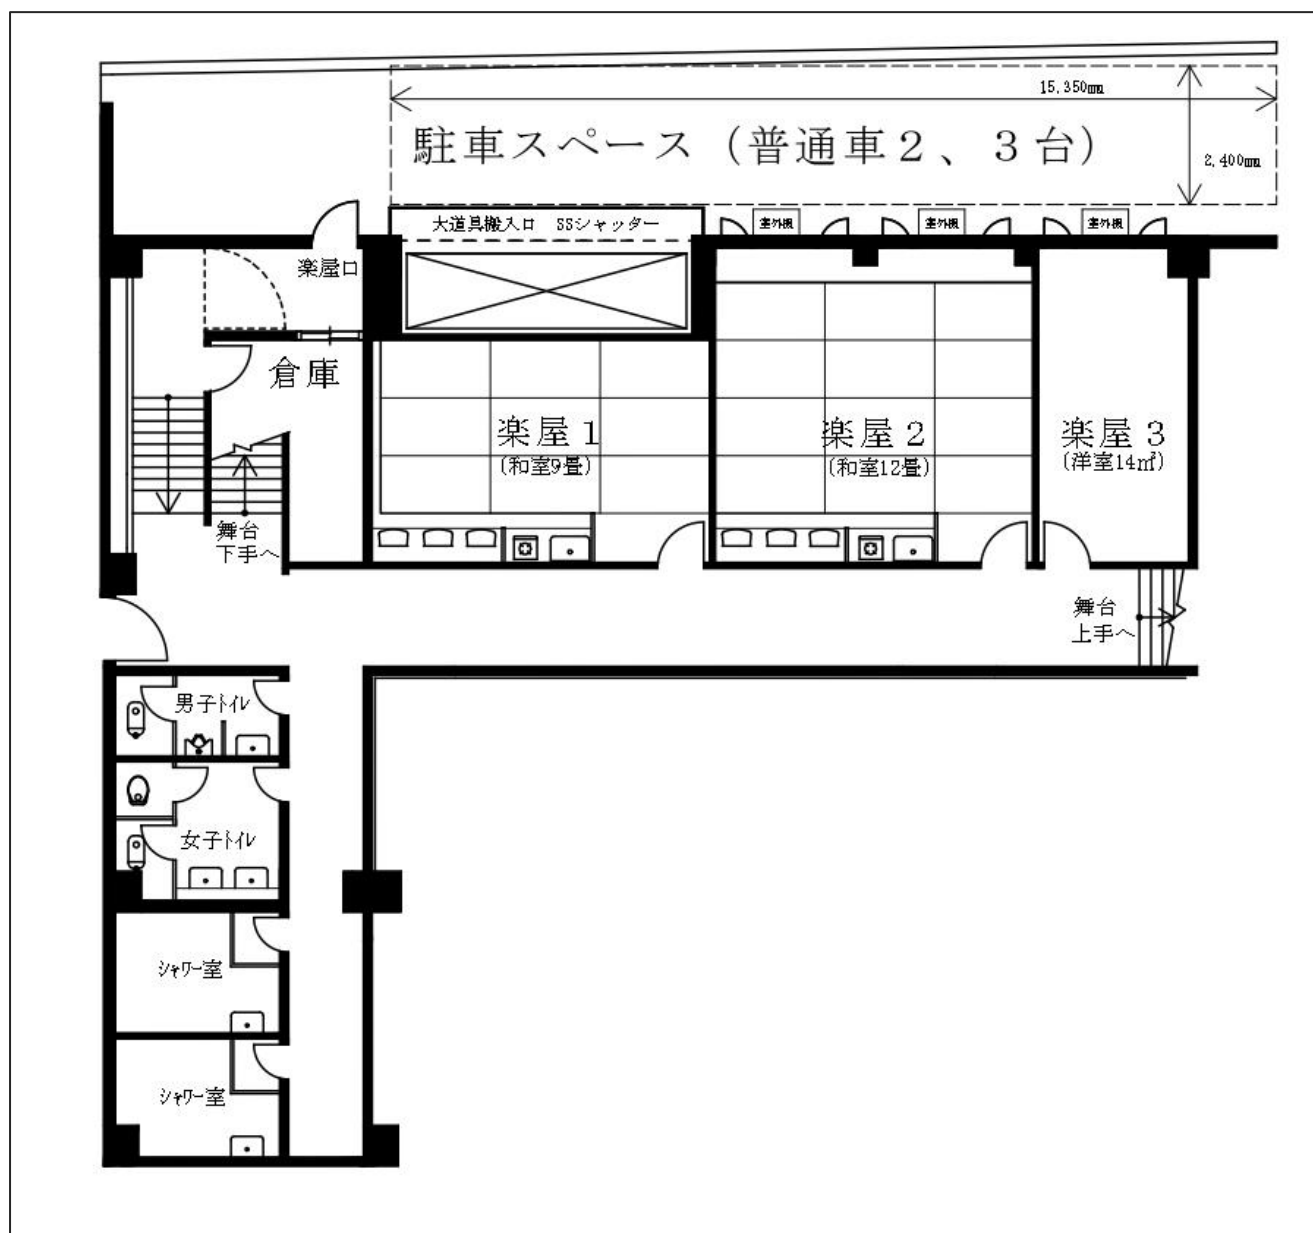 15,350mm
駐車スペース（普通車２、３台）
2,400mm
大道具搬入口　SSシャッター
室外機
室外機
室外機
楽屋口
倉庫
楽屋１
(和室9畳)
楽屋２
(和室12畳)
楽屋３
(洋室14㎡)
舞台
下手へ
舞台
上手へ
男子ﾄｲﾚ
女子ﾄｲﾚ
ｼｬﾜｰ室
ｼｬﾜｰ室